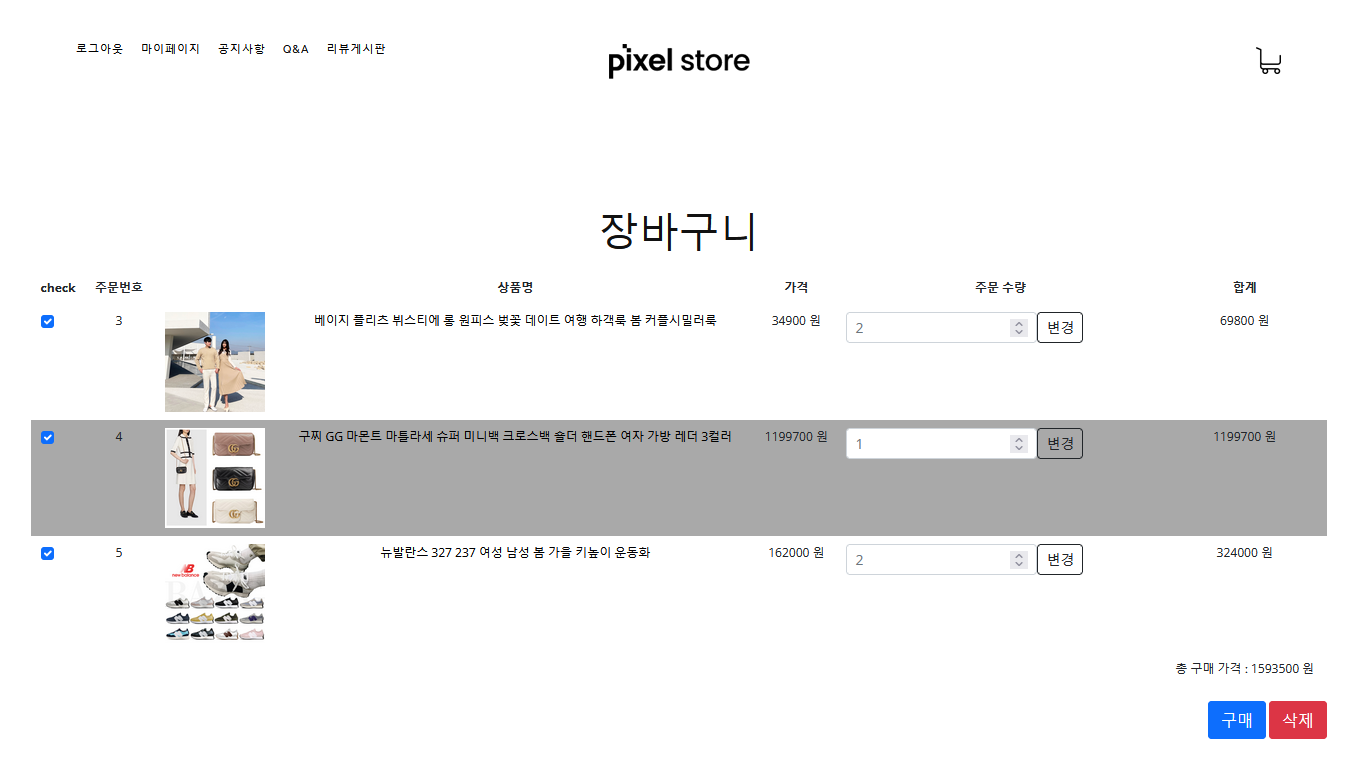 로그아웃 마이페이지 공지사항 Q&A 리뷰게시판
pixel store
장바구니
check 주문번호 상품명 가격 주문 수량 합계
3 베이지 플리츠 뷔스티에 롱 원피스 벚꽃 데이트 여행 하객룩 봄 커플시밀러룩 34900 원 2 변경 69800 원
4 구찌 GG 마몬트 마틀라세 슈퍼 미니백 크로스백 숄더 핸드폰 여자 가방 레더 3컬러 1199700 원 1 변경 1199700 원
5 뉴발란스 327 237 여성 남성 봄 가을 키높이 운동화 162000 원 2 변경 324000 원
new balance
총 구매 가격 : 1593500 원
구매 삭제